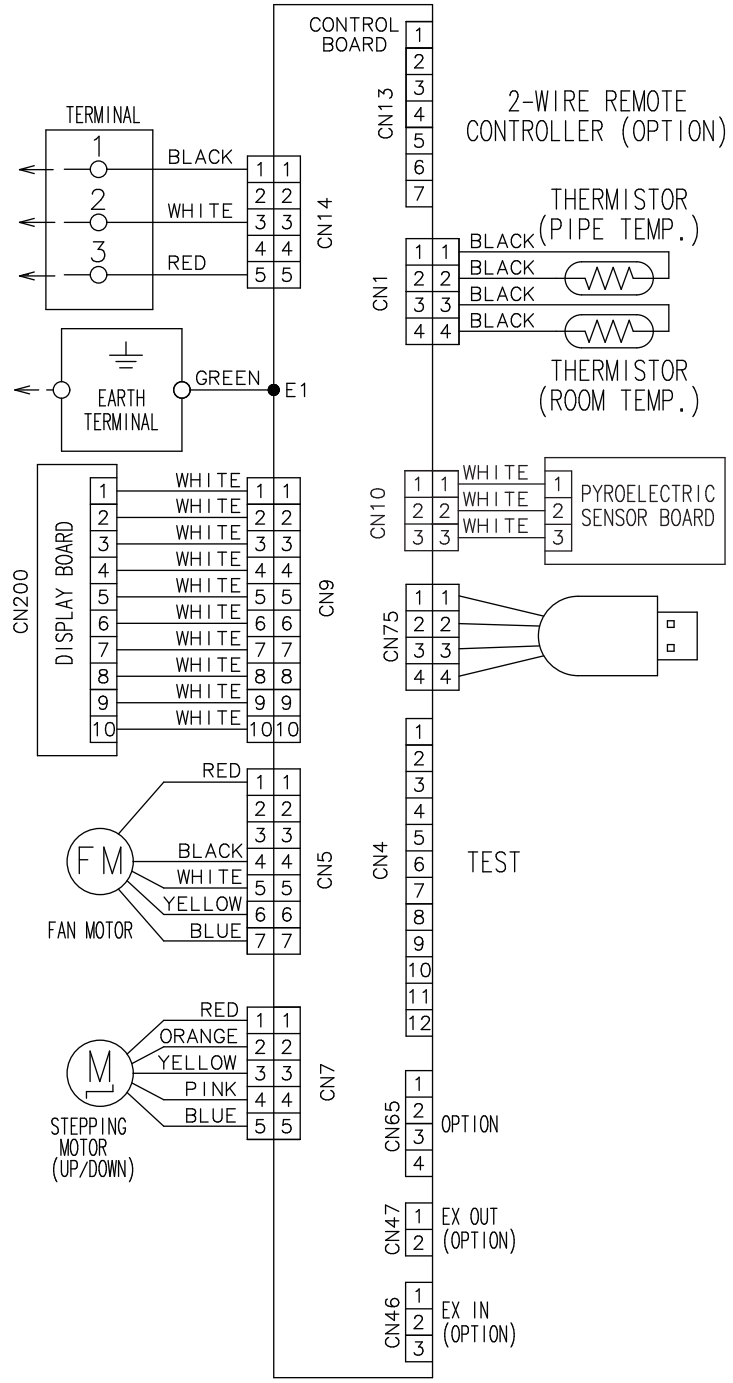 CONTROL
BOARD
CN13
1
2
3
4
5
6
7
2-WIRE REMOTE
CONTROLLER (OPTION)
TERMINAL
1 BLACK 1 1
2 2
2 WHITE 3 3
4 4
3 RED 5 5
CN14
THERMISTOR
(PIPE TEMP.)
CN1
1 1 BLACK
2 2 BLACK
3 3 BLACK
4 4 BLACK
THERMISTOR
(ROOM TEMP.)
EARTH
TERMINAL
GREEN E1
CN200
DISPLAY BOARD
1 WHITE 1 1
2 WHITE 2 2
3 WHITE 3 3
4 WHITE 4 4
5 WHITE 5 5
6 WHITE 6 6
7 WHITE 7 7
8 WHITE 8 8
9 WHITE 9 9
10 WHITE 10 10
CN9
CN10
1 1 WHITE 1
2 2 WHITE 2
3 3 WHITE 3
PYROELECTRIC
SENSOR BOARD
CN75
1 1
2 2
3 3
4 4
FM
FAN MOTOR
RED 1 1
2 2
3 3
BLACK 4 4
WHITE 5 5
YELLOW 6 6
BLUE 7 7
CN5
CN4
1
2
3
4
5
6
7
8
9
10
11
12
TEST
M
STEPPING
MOTOR
(UP/DOWN)
RED 1 1
ORANGE 2 2
YELLOW 3 3
PINK 4 4
BLUE 5 5
CN7
CN65
1
2
3
4
OPTION
CN47
1
2
EX OUT
(OPTION)
CN46
1
2
3
EX IN
(OPTION)